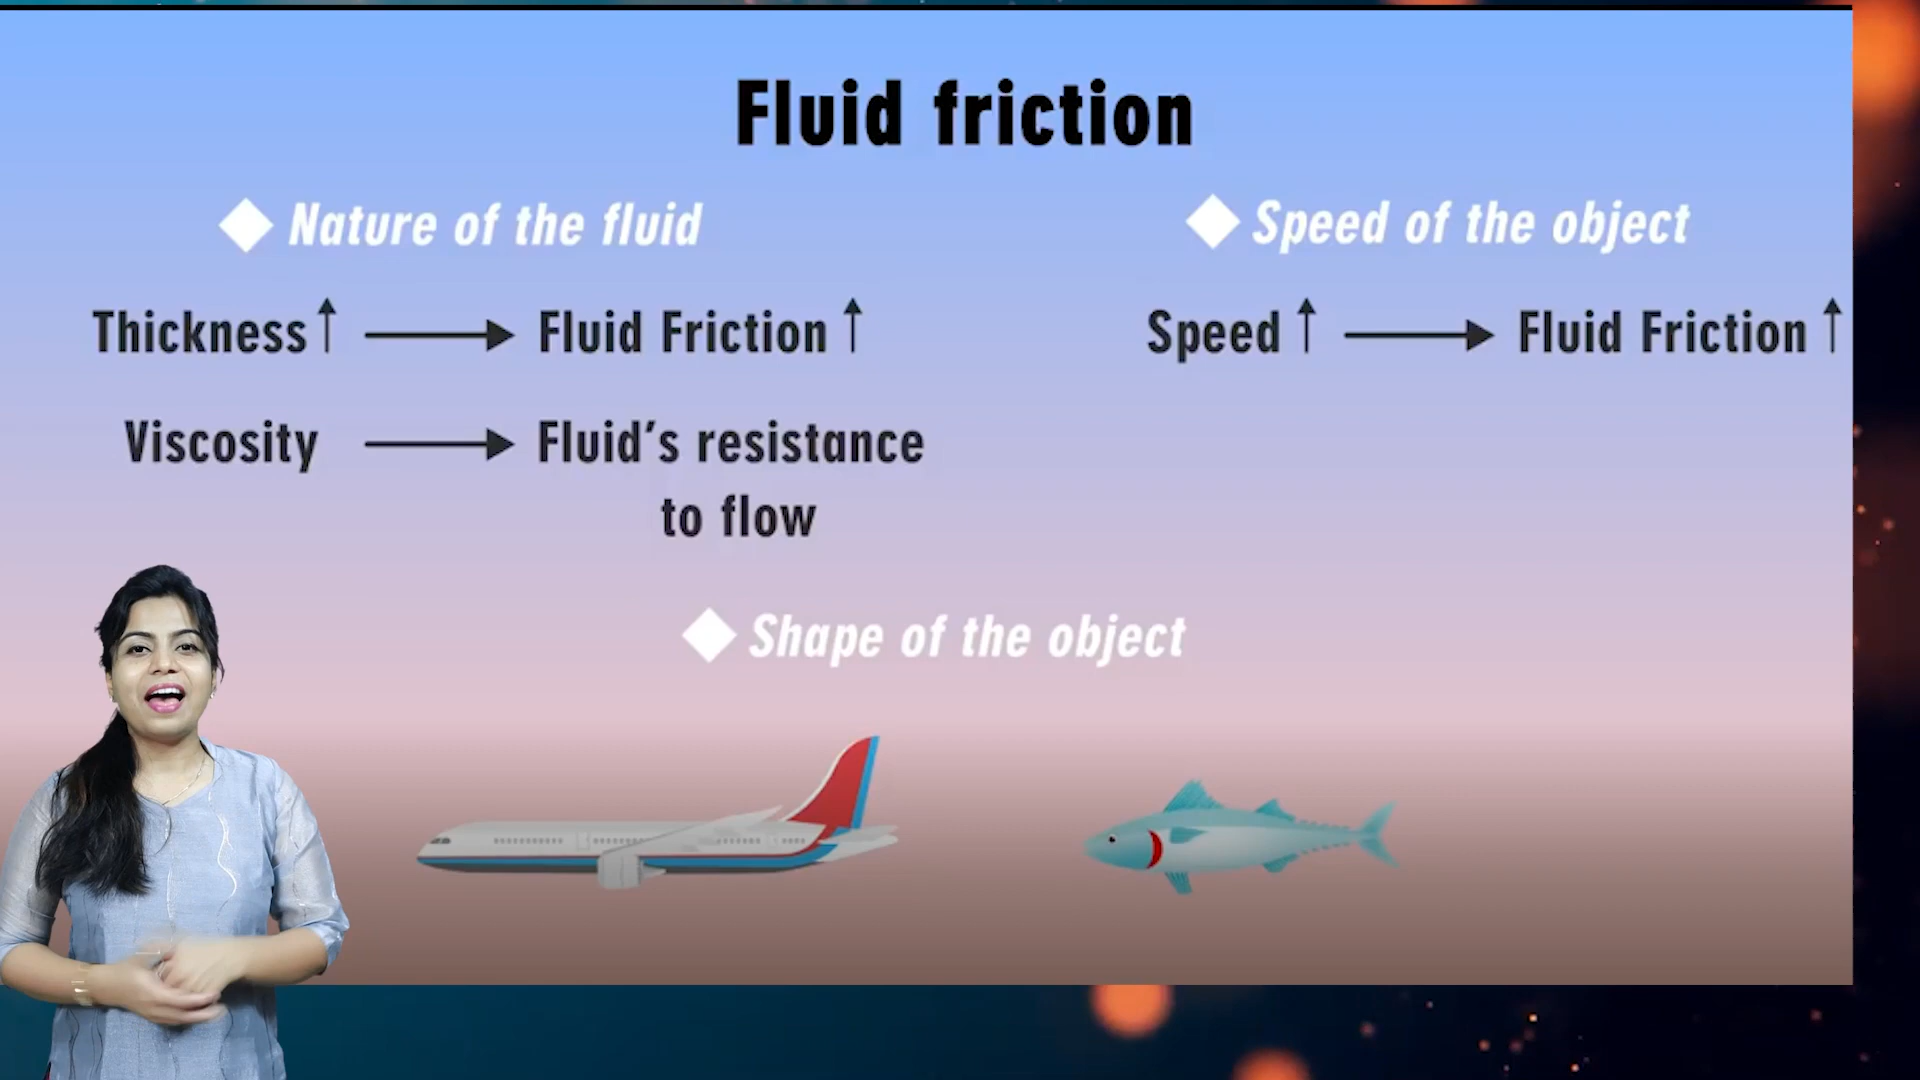 Fluid friction
◆ Nature of the fluid
Thickness ↑ → Fluid Friction ↑
Viscosity → Fluid's resistance
to flow
◆ Speed of the object
Speed ↑ → Fluid Friction ↑
◆ Shape of the object